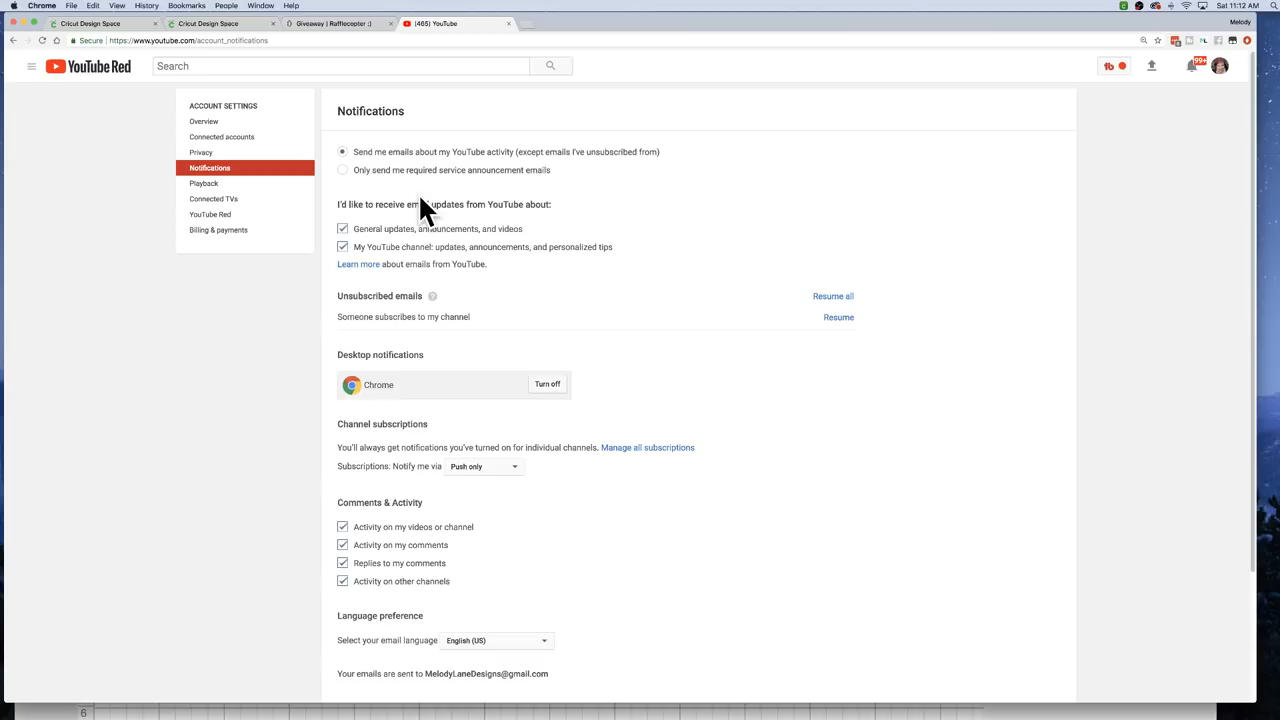 Chrome File Edit View History Bookmarks People Window Help Sat 11:12 AM
Cricut Design Space Cricut Design Space Giveaway | Rafflecopter :) (465) YouTube Melody
Secure https://www.youtube.com/account_notifications
YouTube Red Search 99+
ACCOUNT SETTINGS
Overview
Connected accounts
Privacy
Notifications
Playback
Connected TVs
YouTube Red
Billing & payments
Notifications
Send me emails about my YouTube activity (except emails I've unsubscribed from)
Only send me required service announcement emails
I'd like to receive email updates from YouTube about:
General updates, announcements, and videos
My YouTube channel: updates, announcements, and personalized tips
Learn more about emails from YouTube.
Unsubscribed emails ? Resume all
Someone subscribes to my channel Resume
Desktop notifications
Chrome Turn off
Channel subscriptions
You'll always get notifications you've turned on for individual channels. Manage all subscriptions
Subscriptions: Notify me via Push only
Comments & Activity
Activity on my videos or channel
Activity on my comments
Replies to my comments
Activity on other channels
Language preference
Select your email language English (US)
Your emails are sent to MelodyLaneDesigns@gmail.com
6